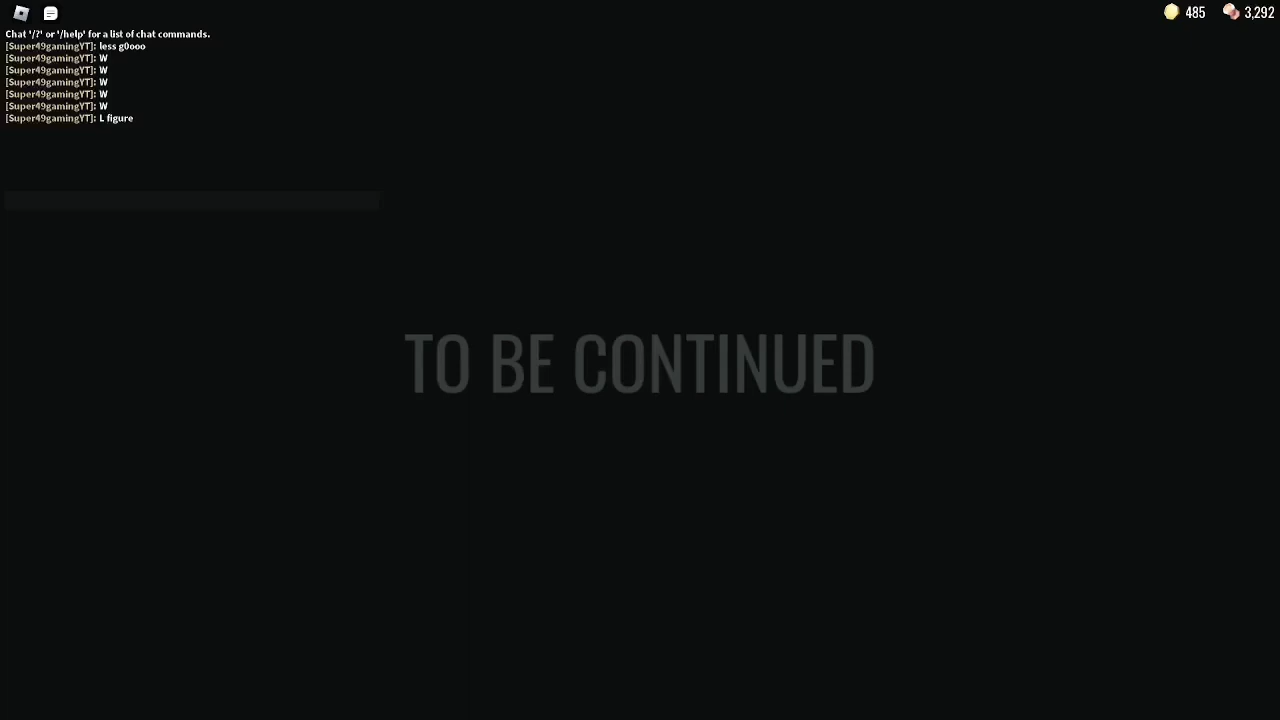 485 3,292
Chat '/?' or '/help' for a list of chat commands.
[Super49gamingYT]: less g0ooo
[Super49gamingYT]: W
[Super49gamingYT]: W
[Super49gamingYT]: W
[Super49gamingYT]: W
[Super49gamingYT]: W
[Super49gamingYT]: L figure
TO BE CONTINUED